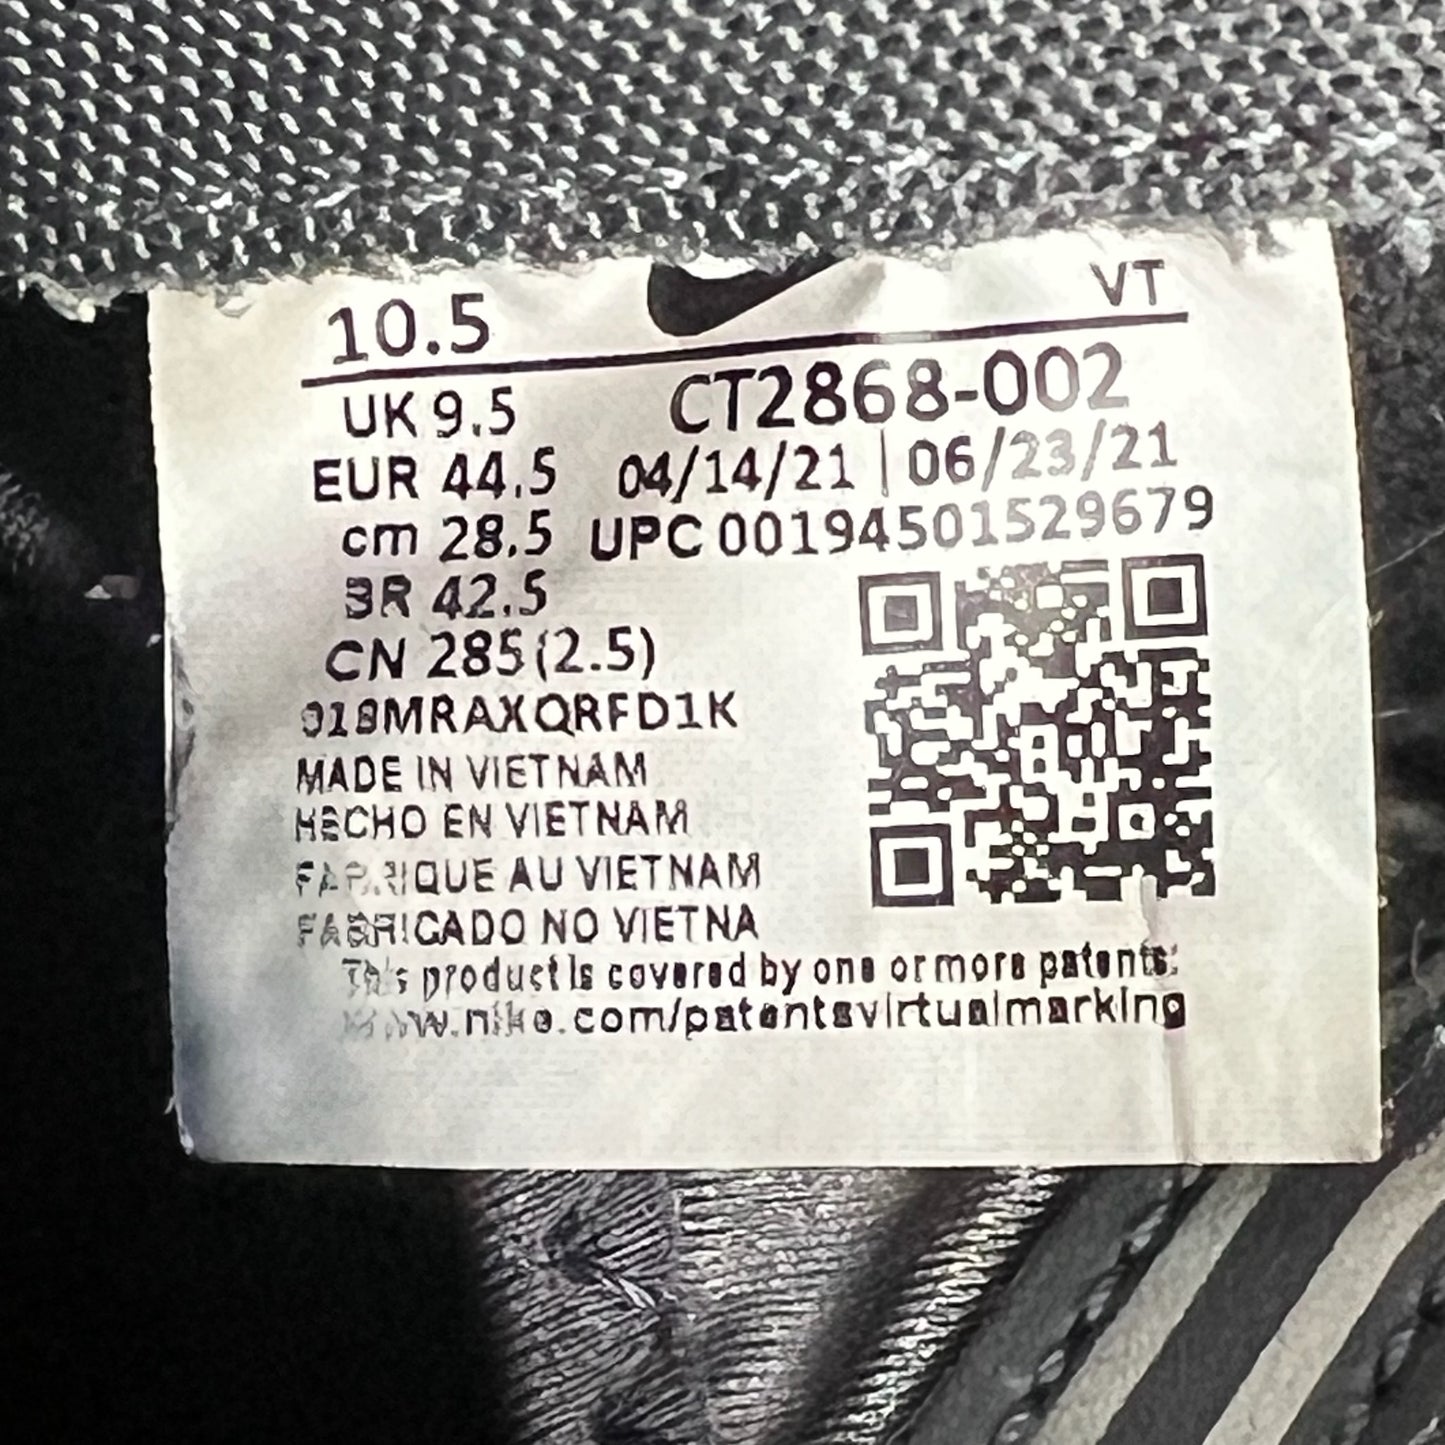 10.5 VT
UK 9.5 CT2868-002
EUR 44.5 04/14/21 | 06/23/21
cm 28.5 UPC 00194501529679
BR 42.5
CN 285(2.5)
MADE IN VIETNAM
HECHO EN VIETNAM
FABRIQUE AU VIETNAM
FABRICADO NO VIETNA
This product is covered by one or more patents:
www.nike.com/patentsvirtualmarking